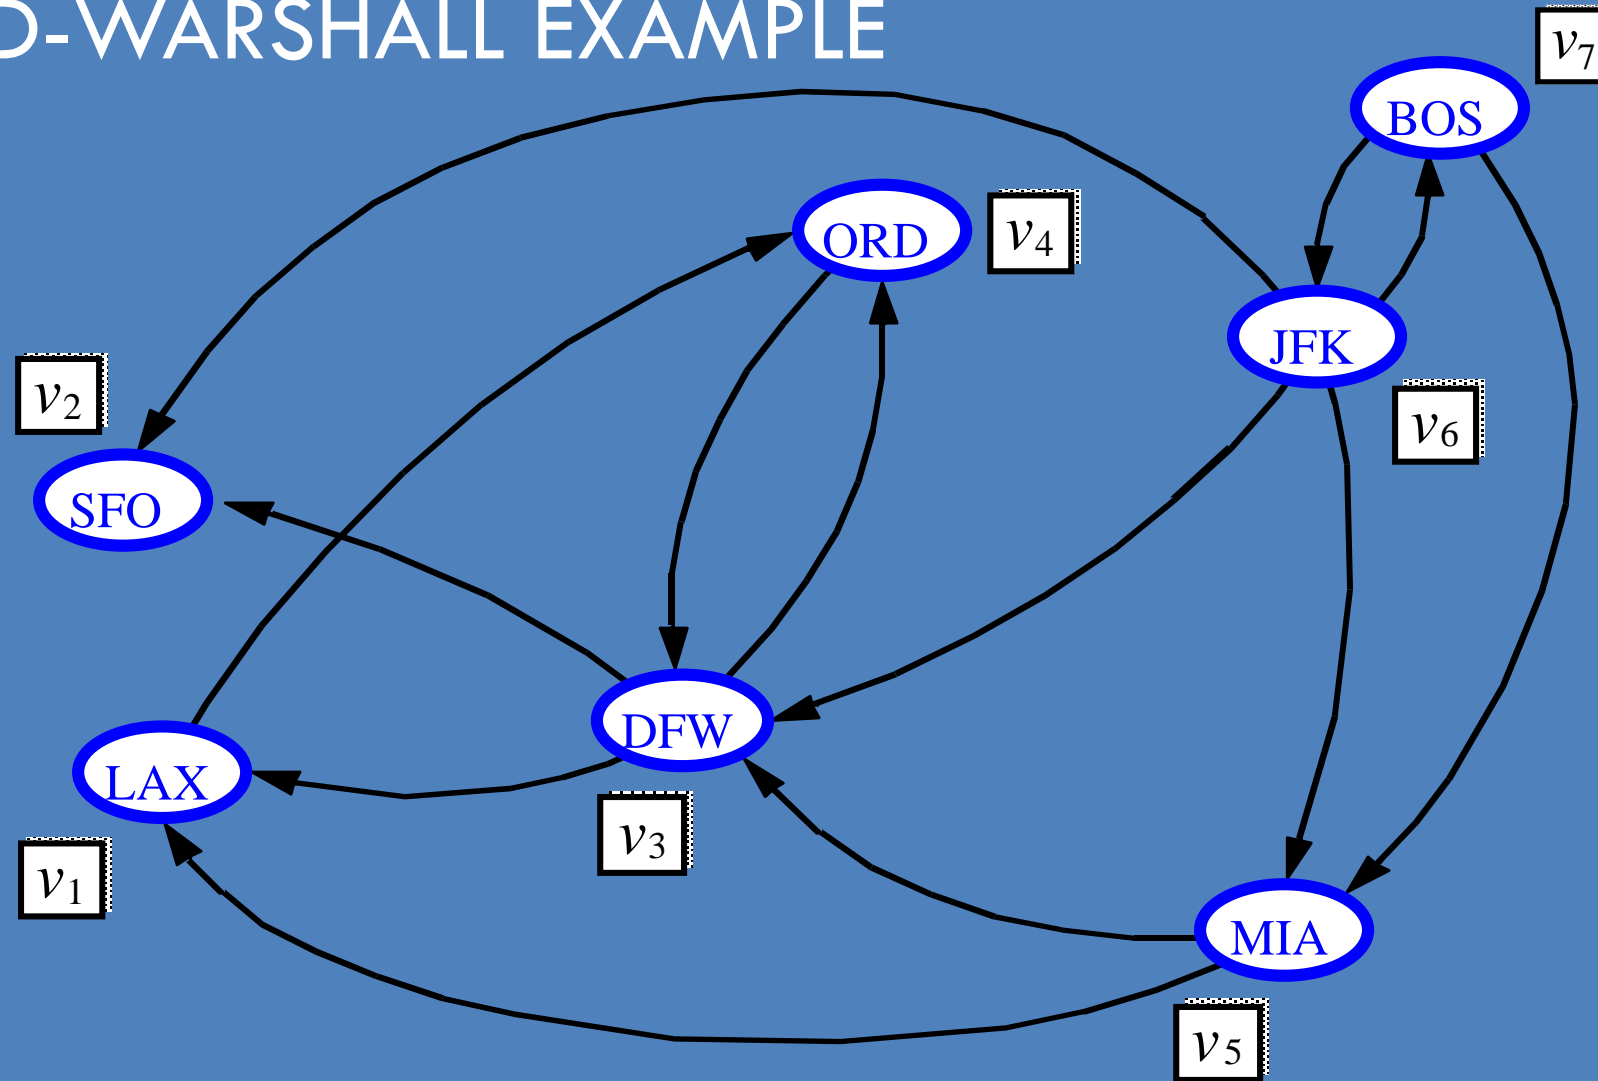 D-WARSHALL EXAMPLE
v7
BOS
ORD
v4
JFK
v2
v6
SFO
DFW
LAX
v3
v1
MIA
v5